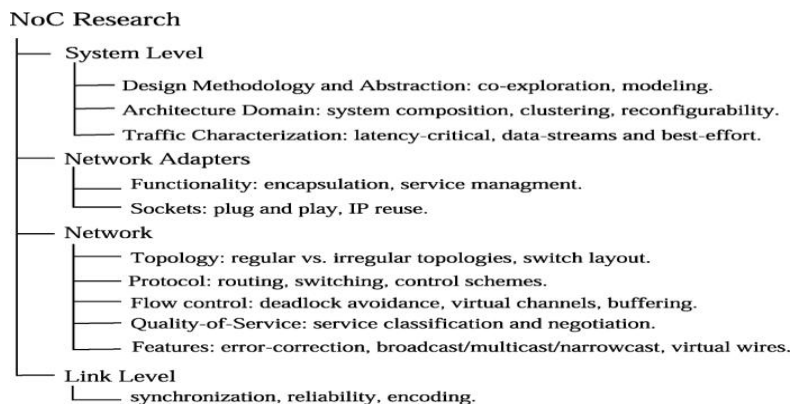 NoC Research
System Level
Design Methodology and Abstraction: co-exploration, modeling.
Architecture Domain: system composition, clustering, reconfigurability.
Traffic Characterization: latency-critical, data-streams and best-effort.
Network Adapters
Functionality: encapsulation, service managment.
Sockets: plug and play, IP reuse.
Network
Topology: regular vs. irregular topologies, switch layout.
Protocol: routing, switching, control schemes.
Flow control: deadlock avoidance, virtual channels, buffering.
Quality-of-Service: service classification and negotiation.
Features: error-correction, broadcast/multicast/narrowcast, virtual wires.
Link Level
synchronization, reliability, encoding.